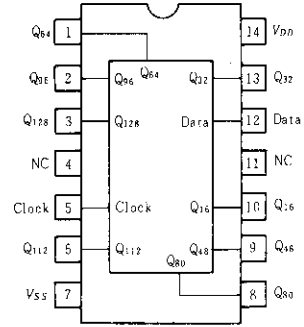 Q64 1 14 VDD
Q96 2 Q96 Q64 Q32 13 Q32
Q128 3 Q128 Data 12 Data
NC 4 11 NC
Clock 5 Clock Q16 10 Q16
Q112 6 Q112 Q48 9 Q48
Q80
VSS 7 8 Q80